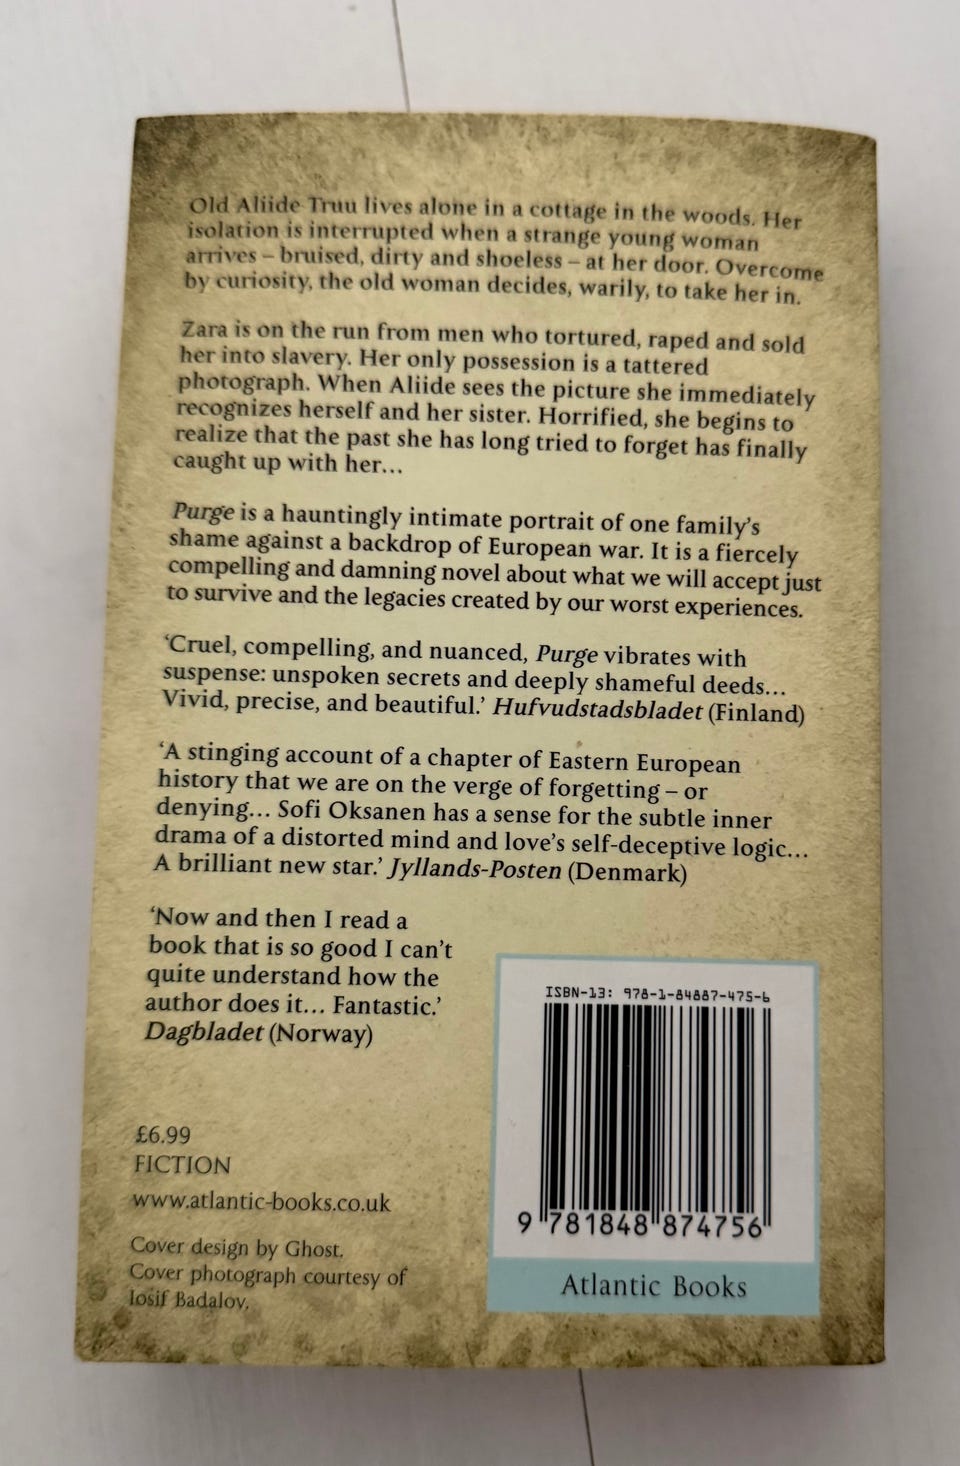 Old Aliide Truu lives alone in a cottage in the woods. Her
isolation is interrupted when a strange young woman
arrives – bruised, dirty and shoeless – at her door. Overcome
by curiosity, the old woman decides, warily, to take her in.
Zara is on the run from men who tortured, raped and sold
her into slavery. Her only possession is a tattered
photograph. When Aliide sees the picture she immediately
recognizes herself and her sister. Horrified, she begins to
realize that the past she has long tried to forget has finally
caught up with her...
Purge is a hauntingly intimate portrait of one family's
shame against a backdrop of European war. It is a fiercely
compelling and damning novel about what we will accept just
to survive and the legacies created by our worst experiences.
'Cruel, compelling, and nuanced, Purge vibrates with
suspense: unspoken secrets and deeply shameful deeds...
Vivid, precise, and beautiful.' Hufvudstadsbladet (Finland)
'A stinging account of a chapter of Eastern European
history that we are on the verge of forgetting – or
denying... Sofi Oksanen has a sense for the subtle inner
drama of a distorted mind and love's self-deceptive logic...
A brilliant new star.' Jyllands-Posten (Denmark)
'Now and then I read a
book that is so good I can't
quite understand how the
author does it... Fantastic.'
Dagbladet (Norway)
£6.99
FICTION
www.atlantic-books.co.uk
Cover design by Ghost.
Cover photograph courtesy of
Iosif Badalov.
ISBN-13: 978-1-84887-475-6
9 781848 874756
Atlantic Books